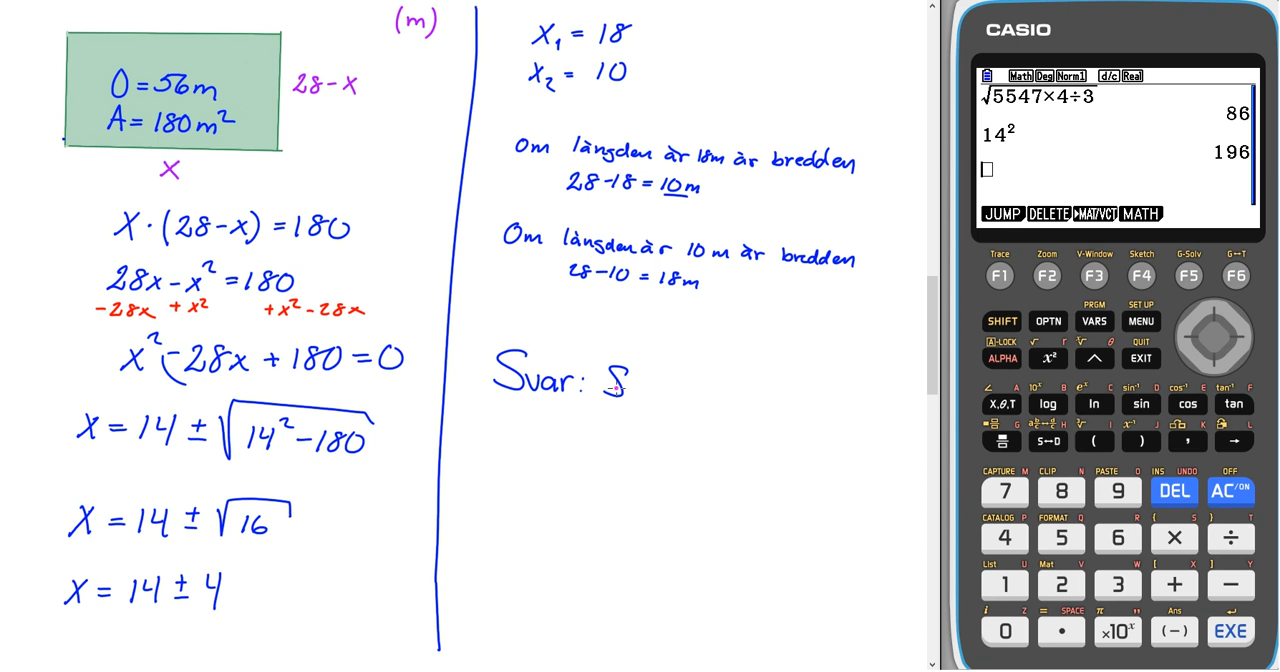 (m)
O = 56m
A = 180 m²
28-x
x
x·(28-x) = 180
28x - x² = 180
-28x + x² +x² - 28x
x² - 28x + 180 = 0
x = 14 ± √14² - 180
x = 14 ± √16
x = 14 ± 4
x₁ = 18
x₂ = 10
Om längden är 18m är bredden
28-18 = 10m
Om längden är 10 m är bredden
28-10 = 18m
Svar: S
CASIO
Math Deg Norm1 d/c Real
√5547×4÷3
86
14²
196
JUMP DELETE ▶MAT/VCT MATH
Trace Zoom V-Window Sketch G-Solv G↔T
F1 F2 F3 F4 F5 F6
PRGM SET UP
SHIFT OPTN VARS MENU
A-LOCK √ r ∛ θ QUIT
ALPHA x² ^ EXIT
∠ A 10ˣ B eˣ C sin⁻¹ D cos⁻¹ E tan⁻¹ F
X,θ,T log ln sin cos tan
G H I x⁻¹ J K L
S↔D ( ) , →
CAPTURE M CLIP N PASTE O INS UNDO OFF
7 8 9 DEL AC/ON
CATALOG P FORMAT Q R { S } T
4 5 6 × ÷
List U Mat V W [ X ] Y
1 2 3 + −
i Z = SPACE π " Ans ↵
0 • ×10ˣ (−) EXE